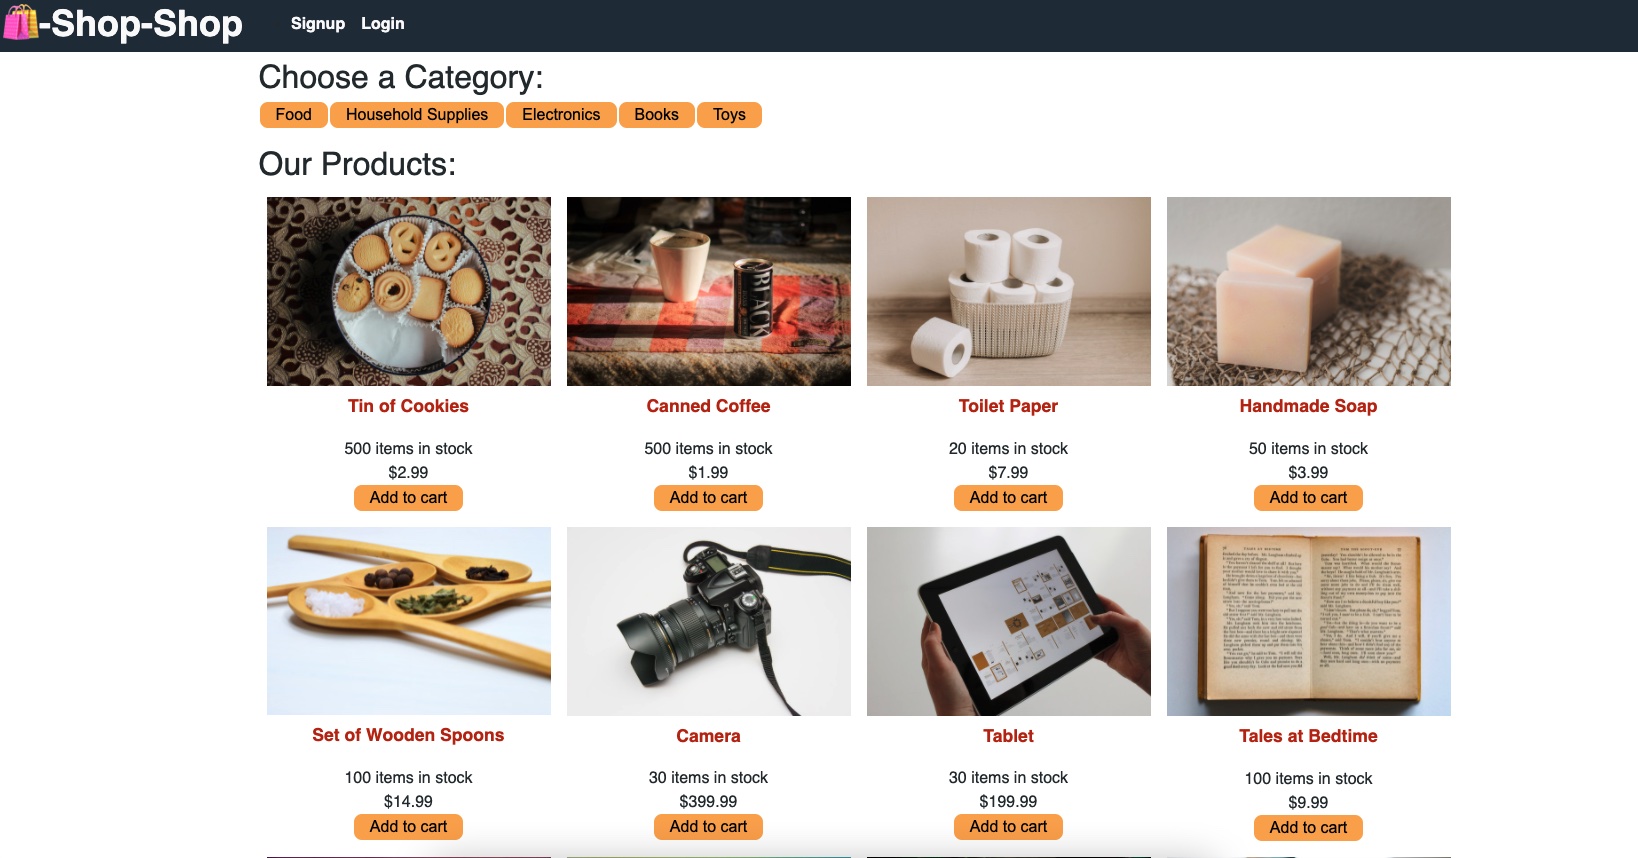 -Shop-Shop Signup Login
Choose a Category:
Food Household Supplies Electronics Books Toys
Our Products:
BLACK
Tin of Cookies Canned Coffee Toilet Paper Handmade Soap
500 items in stock 500 items in stock 20 items in stock 50 items in stock
$2.99 $1.99 $7.99 $3.99
Add to cart Add to cart Add to cart Add to cart
Set of Wooden Spoons Camera Tablet Tales at Bedtime
100 items in stock 30 items in stock 30 items in stock 100 items in stock
$14.99 $399.99 $199.99 $9.99
Add to cart Add to cart Add to cart Add to cart